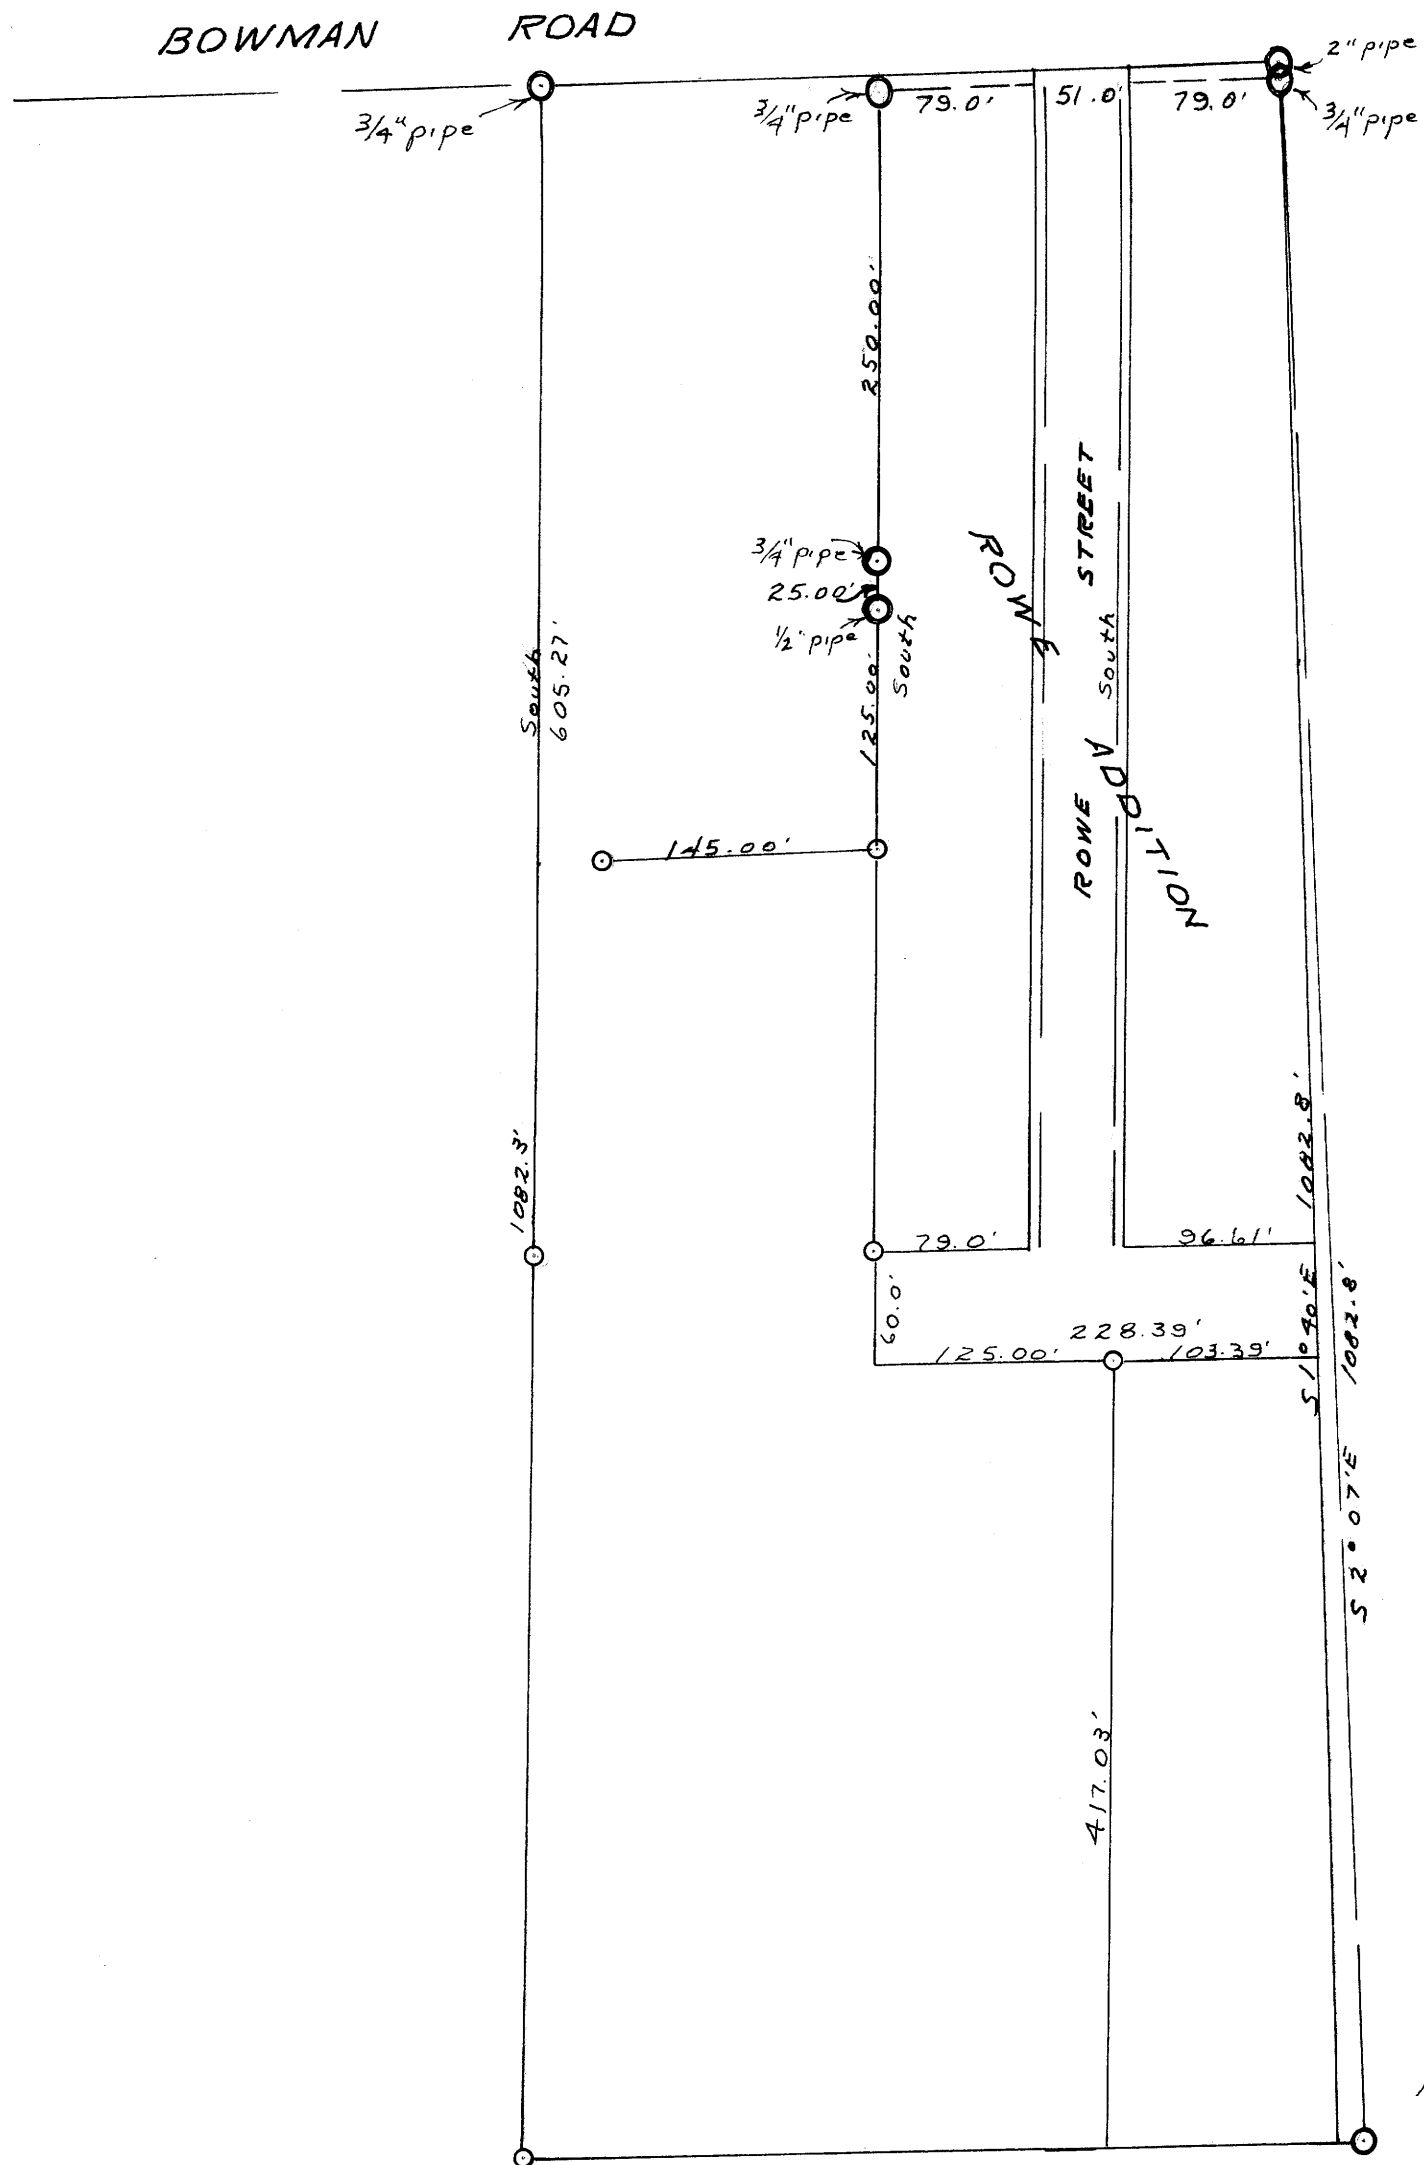 BOWMAN ROAD
2" pipe
3/4" pipe
3/4" pipe
79.0'
51.0'
79.0'
3/4" pipe
250.00'
3/4" pipe
25.00'
1/2" pipe
125.00'
South
South
605.27'
ROWE ADDITION
ROWE STREET
South
145.00'
1082.3'
79.0'
96.61'
60.0'
228.39'
125.00'
103.39'
S 1° 40' E 1082.8'
S 2° 07' E 1082.8'
417.03'